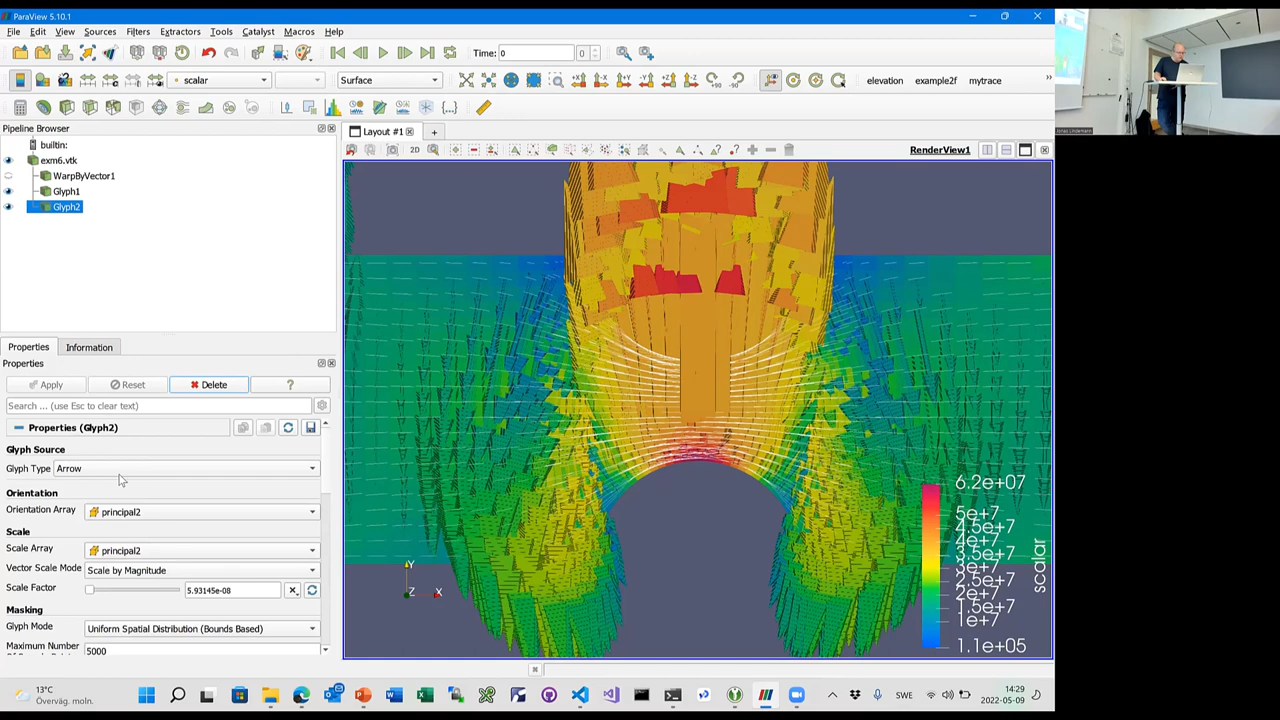 ParaView 5.10.1
File Edit View Sources Filters Extractors Tools Catalyst Macros Help
Time: 0 0
scalar Surface elevation example2f mytrace
Pipeline Browser
Layout #1 +
builtin:
exm6.vtk
2D RenderView1
WarpByVector1
Glyph1
Glyph2
Properties Information
Properties
Apply Reset Delete ?
Search ... (use Esc to clear text)
Properties (Glyph2)
Glyph Source
Glyph Type Arrow
Orientation
Orientation Array principal2
Scale
Scale Array principal2
Vector Scale Mode Scale by Magnitude
Scale Factor 5.93145e-08
Masking
Glyph Mode Uniform Spatial Distribution (Bounds Based)
Maximum Number
5000
6.2e+07
5e+7
4.5e+7
4e+7
3.5e+7
3e+7
2.5e+7
2e+7
1.5e+7
1e+7
1.1e+05
scalar
Y
Z X
Jonas Lindemann
13°C
Överväg. moln.
SWE
14:29
2022-05-09